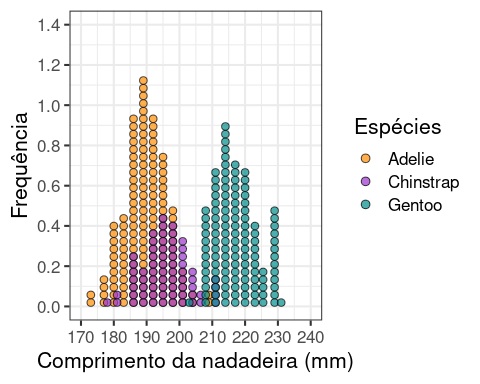 1.4
1.2
1.0
0.8
0.6
0.4
0.2
0.0
Frequência
170 180 190 200 210 220 230 240
Comprimento da nadadeira (mm)
Espécies
Adelie
Chinstrap
Gentoo